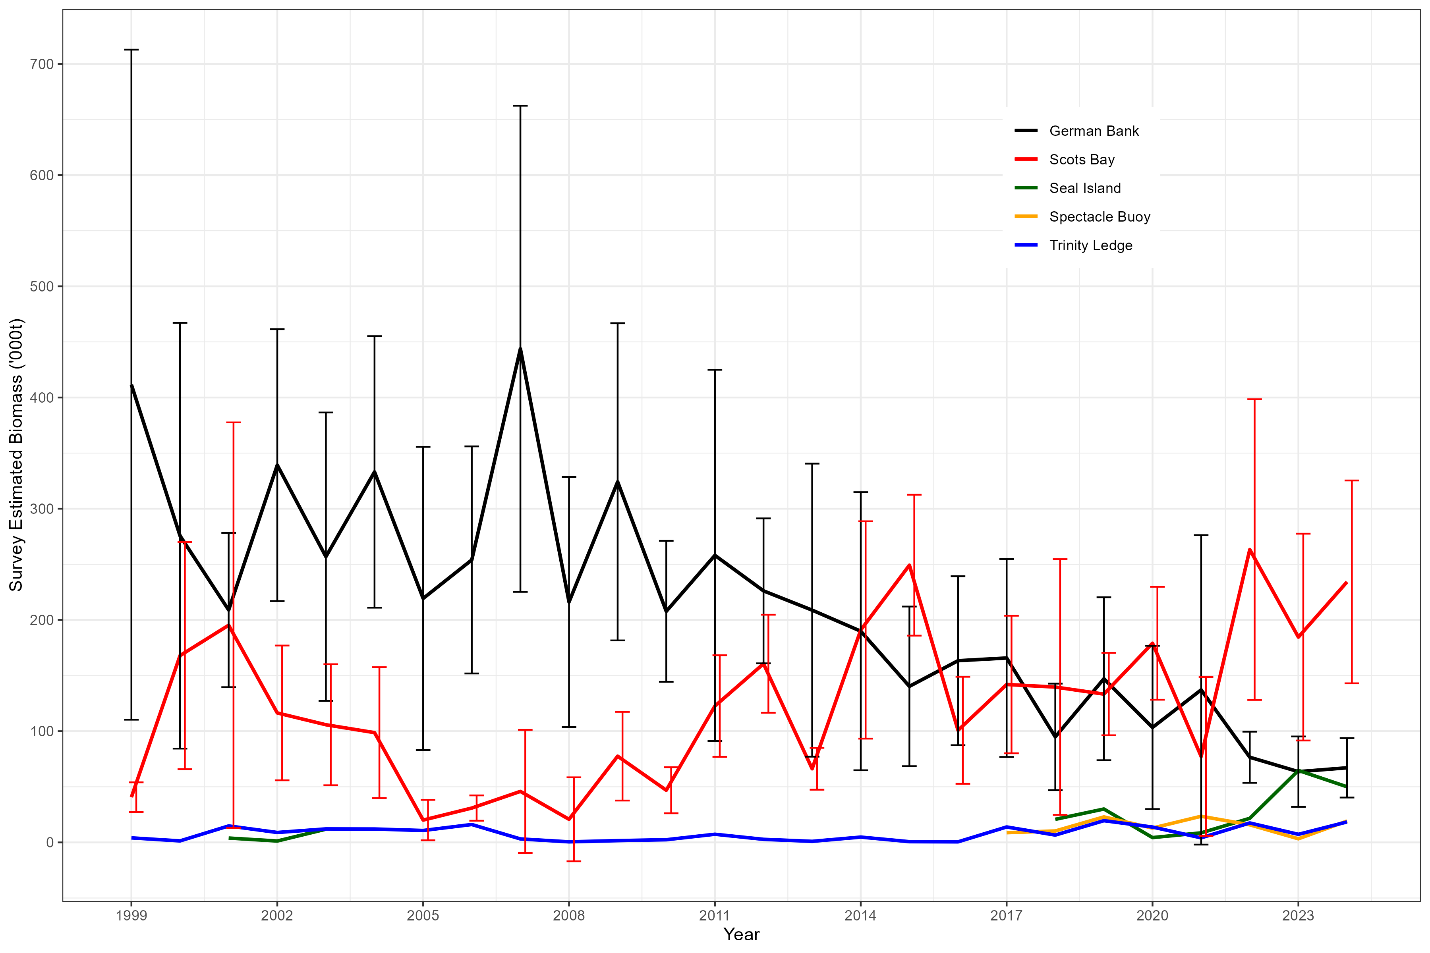 700
600
500
400
300
200
100
0
Survey Estimated Biomass ('000t)
German Bank
Scots Bay
Seal Island
Spectacle Buoy
Trinity Ledge
1999 2002 2005 2008 2011 2014 2017 2020 2023
Year